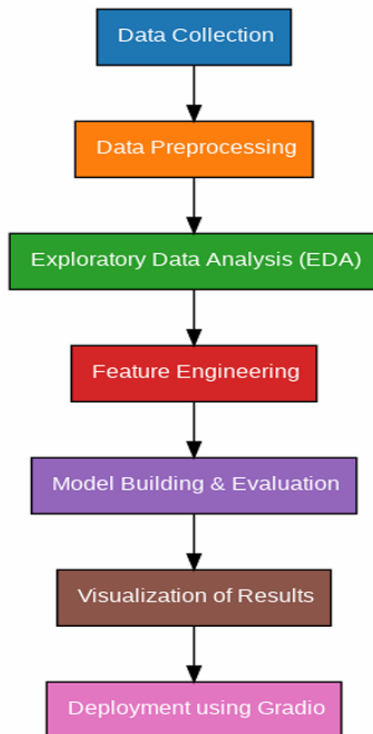 Data Collection
Data Preprocessing
Exploratory Data Analysis (EDA)
Feature Engineering
Model Building & Evaluation
Visualization of Results
Deployment using Gradio